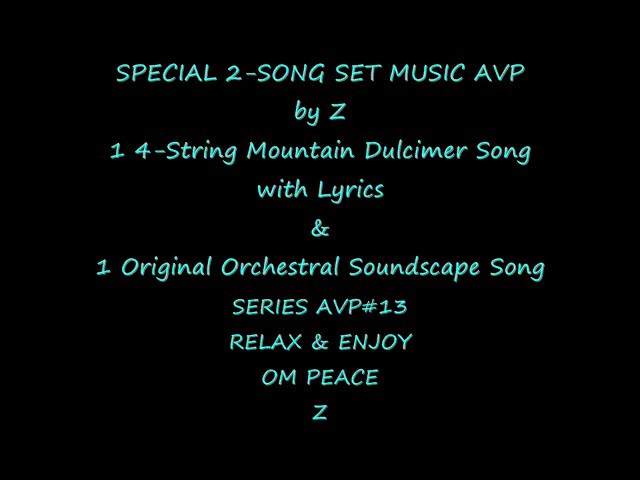 SPECIAL 2-SONG SET MUSIC AVP
by Z
1 4-String Mountain Dulcimer Song
with Lyrics
&
1 Original Orchestral Soundscape Song
SERIES AVP#13
RELAX & ENJOY
OM PEACE
Z